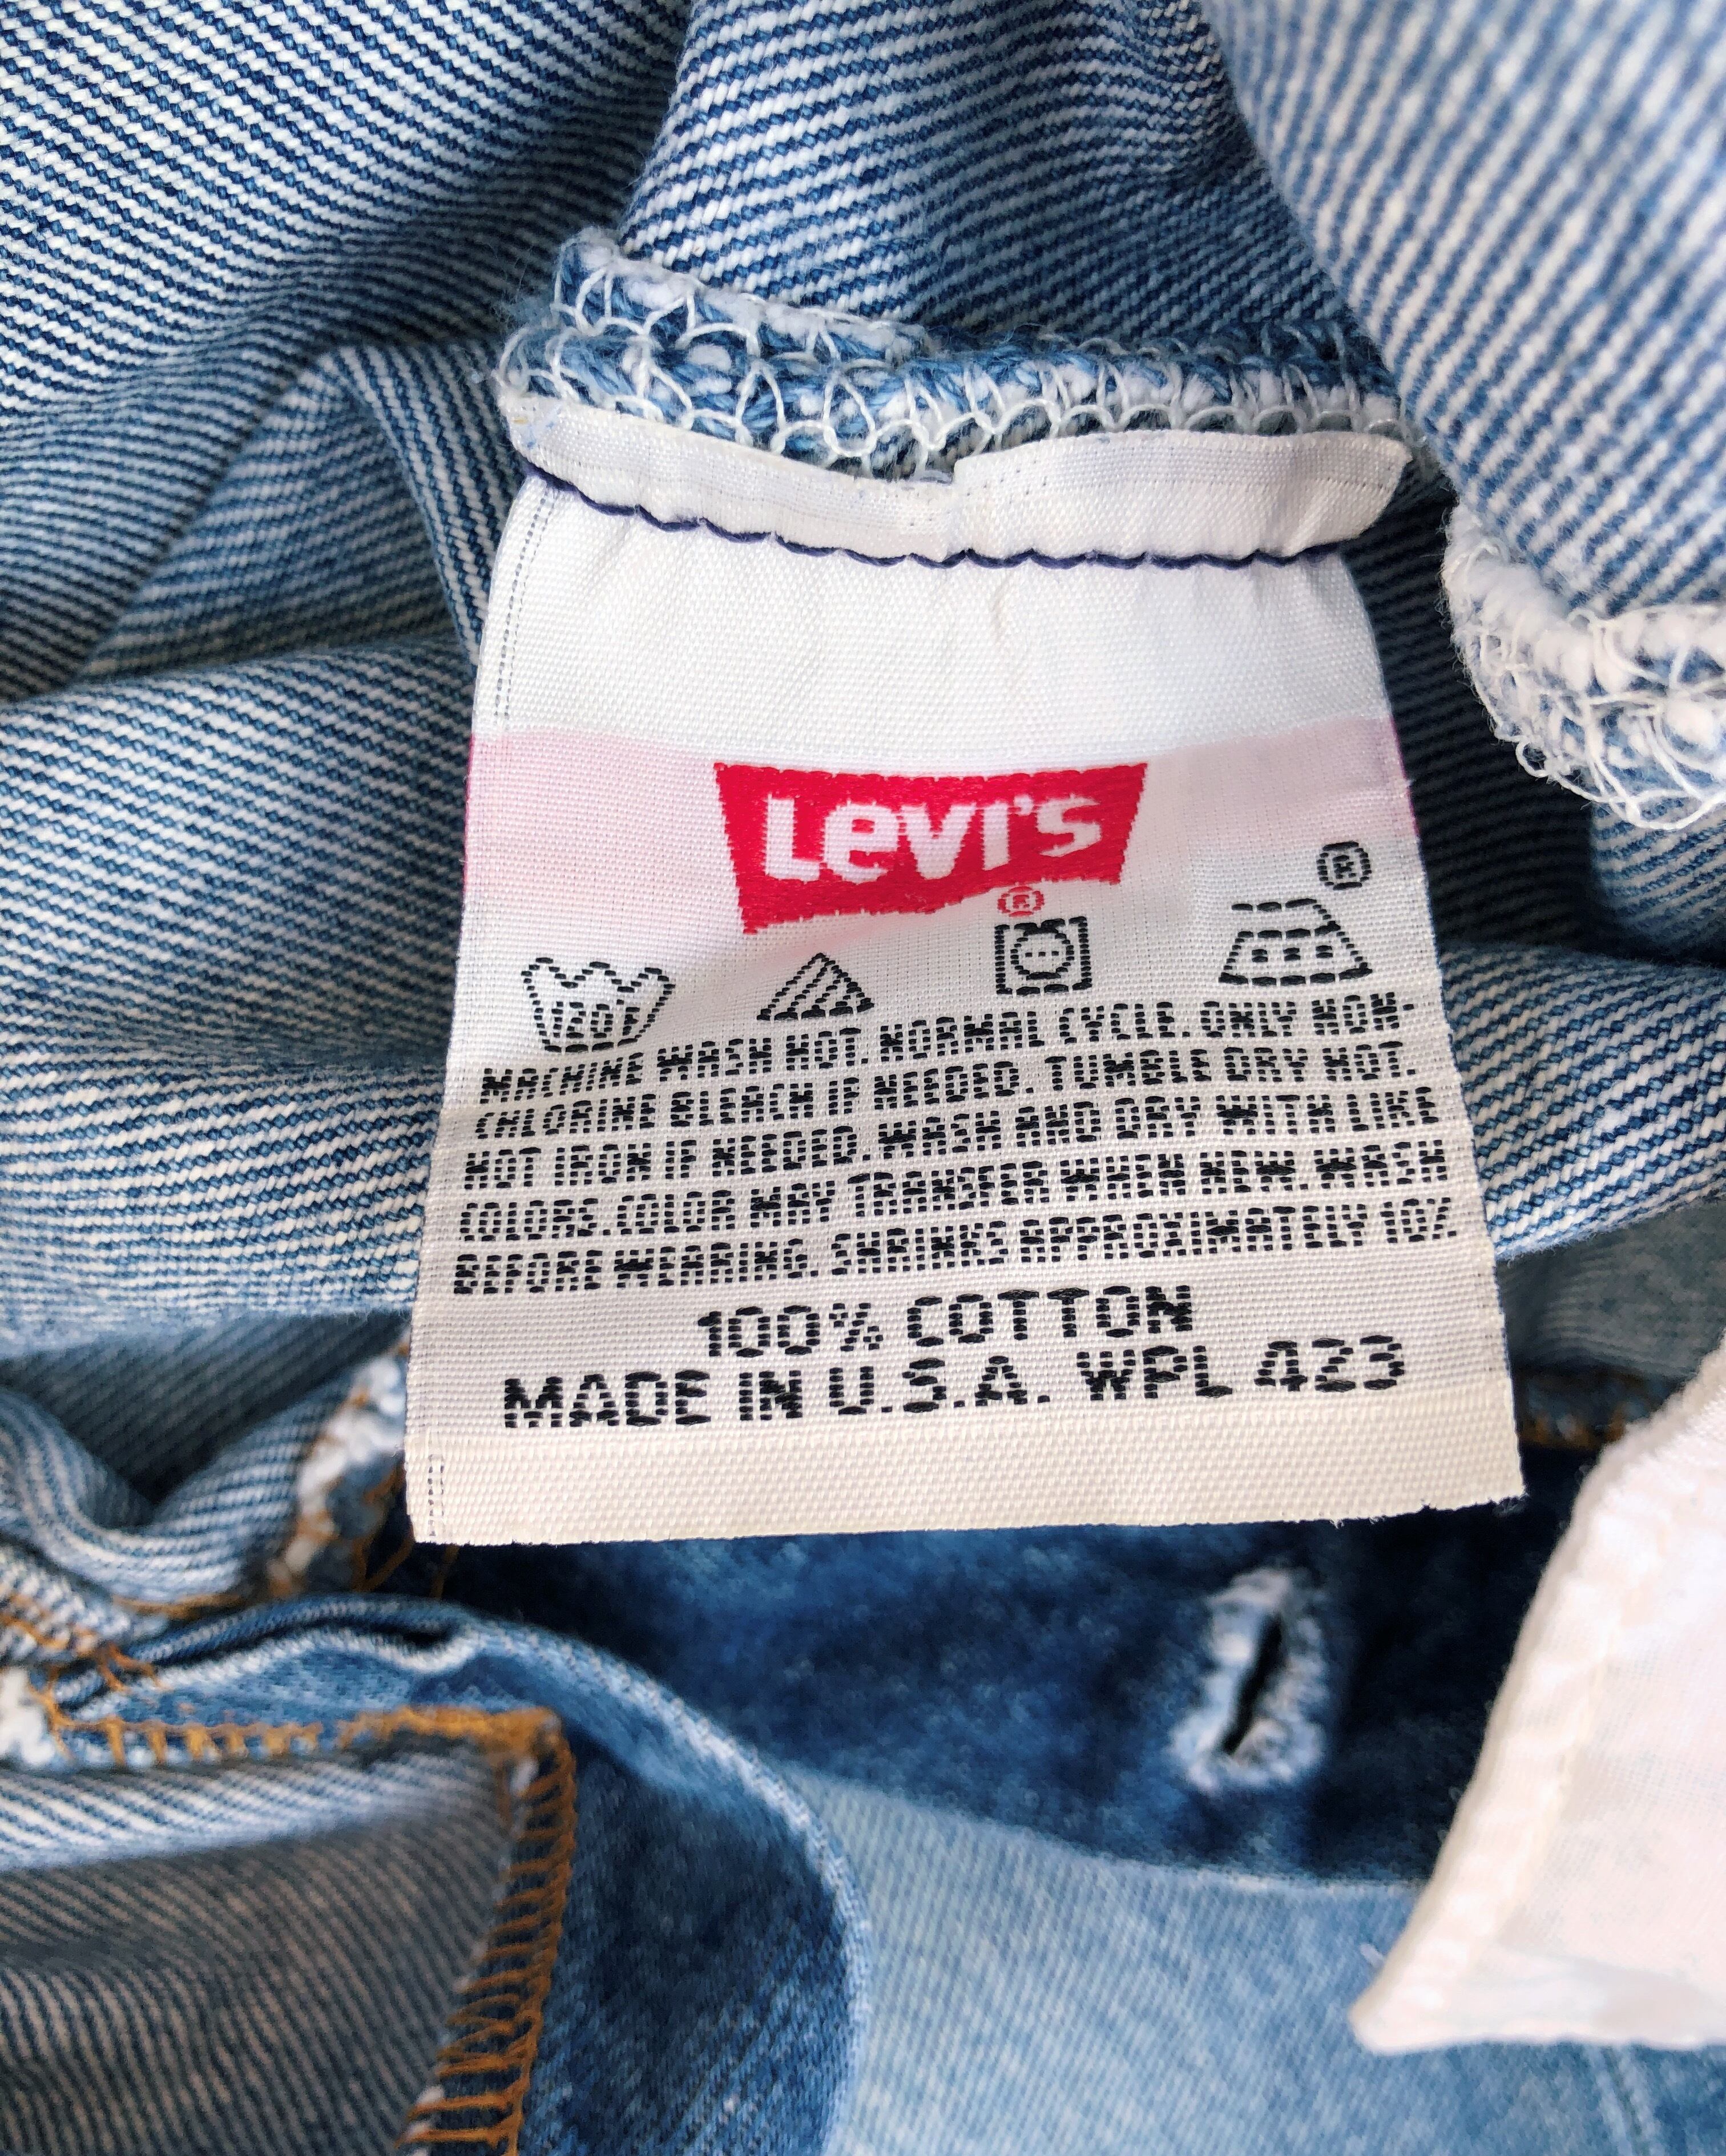 Levi's
®
®
120F
MACHINE WASH HOT. NORMAL CYCLE. ONLY NON-
CHLORINE BLEACH IF NEEDED. TUMBLE DRY HOT.
HOT IRON IF NEEDED. WASH AND DRY WITH LIKE
COLORS. COLOR MAY TRANSFER WHEN NEW. WASH
BEFORE WEARING. SHRINKS APPROXIMATELY 10%.
100% COTTON
MADE IN U.S.A. WPL 423